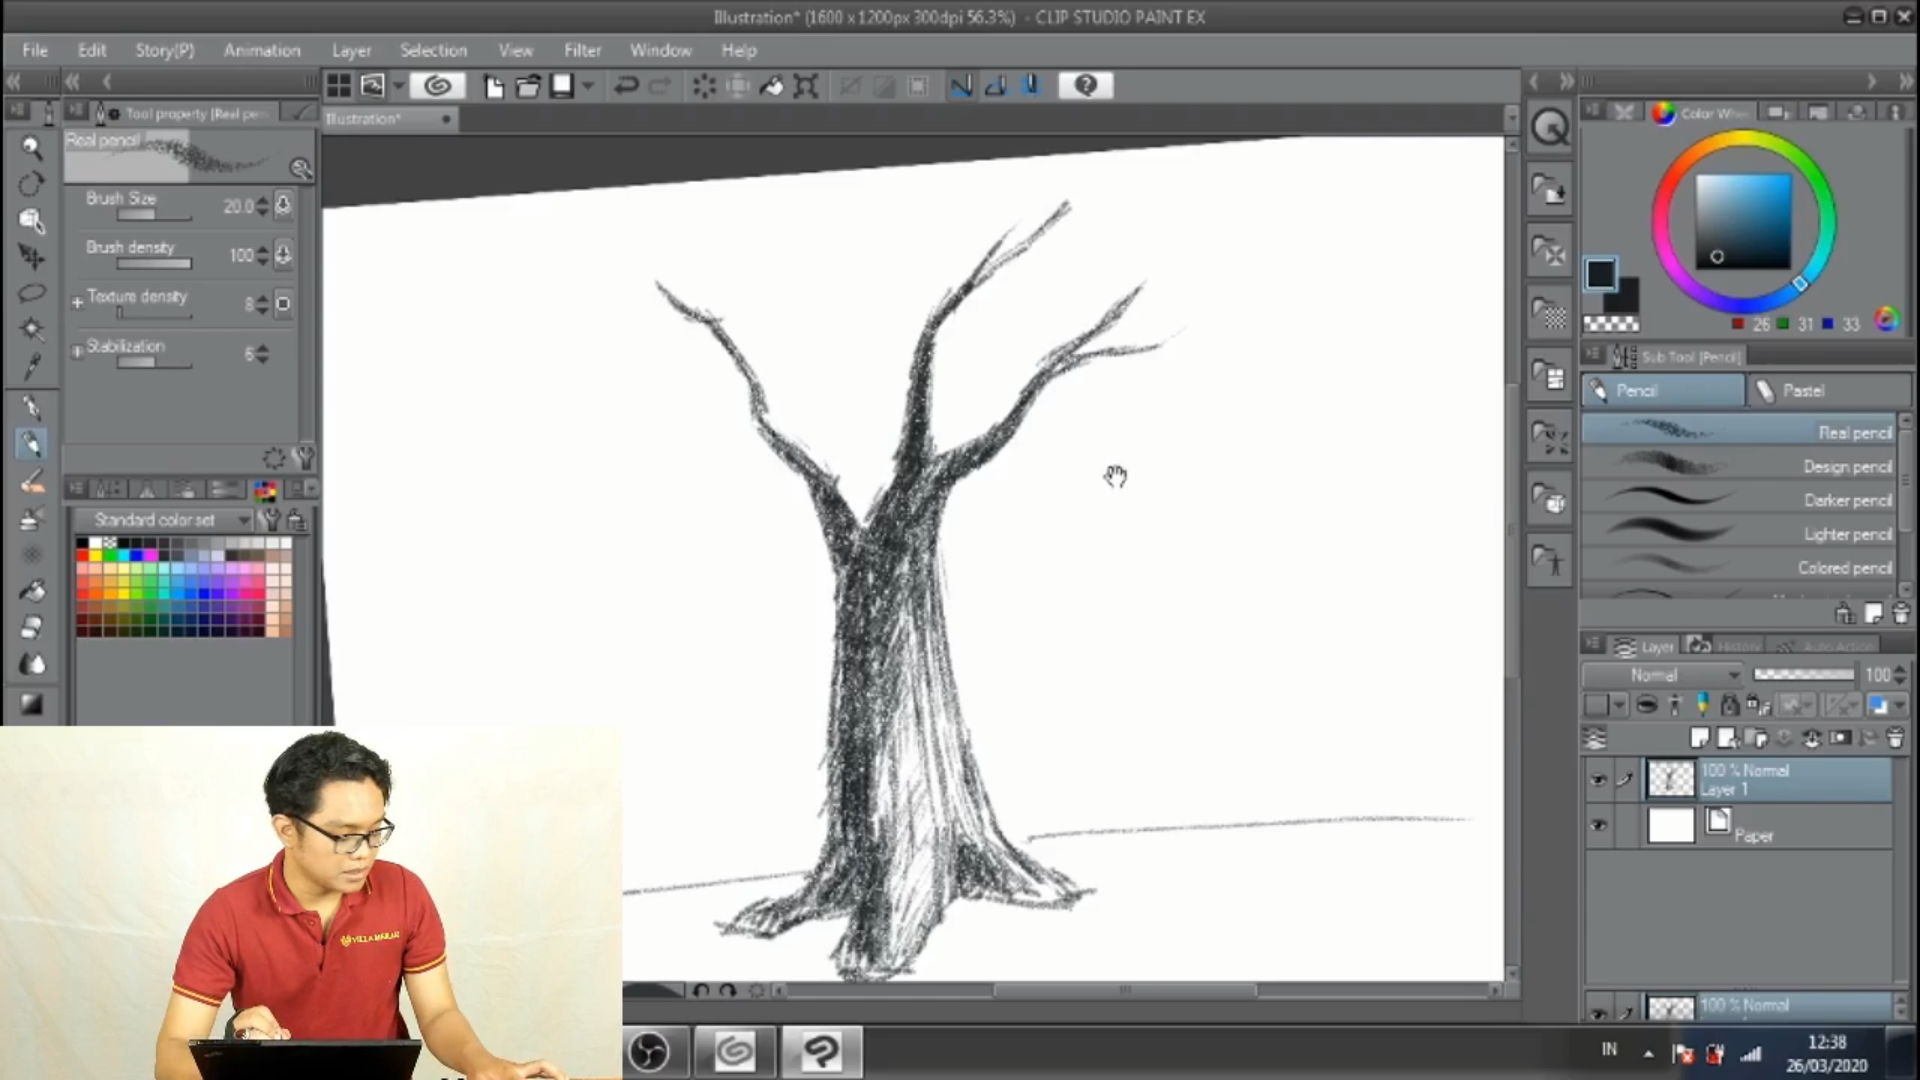 Illustration* (1600 x 1200px 300dpi 56.3%) - CLIP STUDIO PAINT EX
File Edit Story(P) Animation Layer Selection View Filter Window Help
Tool property [Real pen
Illustration*
Color Whe
Real pencil
Brush Size 20.0
Brush density 100
Texture density 8
Stabilization 6
Standard color set
26 31 33
Sub Tool [Pencil]
Pencil Pastel
Real pencil
Design pencil
Darker pencil
Lighter pencil
Colored pencil
Layer History Auto Action
Normal 100
100 % Normal
Layer 1
Paper
100 % Normal
IN
12:38
26/03/2020